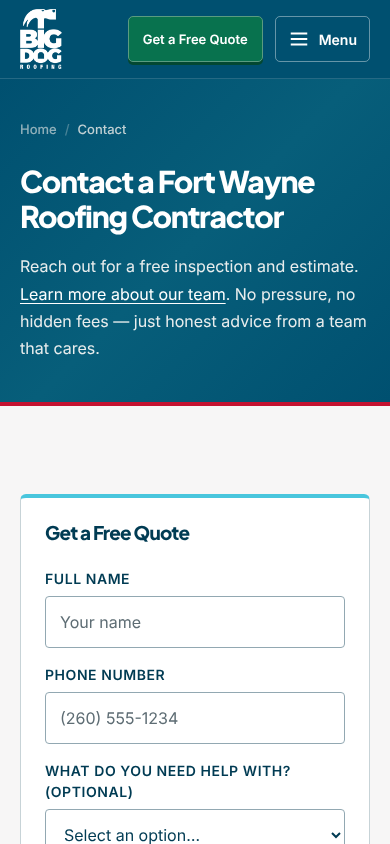 BIG
DOG
ROOFING
Get a Free Quote
Menu
Home / Contact
Contact a Fort Wayne
Roofing Contractor
Reach out for a free inspection and estimate.
Learn more about our team. No pressure, no
hidden fees — just honest advice from a team
that cares.
Get a Free Quote
FULL NAME
Your name
PHONE NUMBER
(260) 555-1234
WHAT DO YOU NEED HELP WITH?
(OPTIONAL)
Select an option...